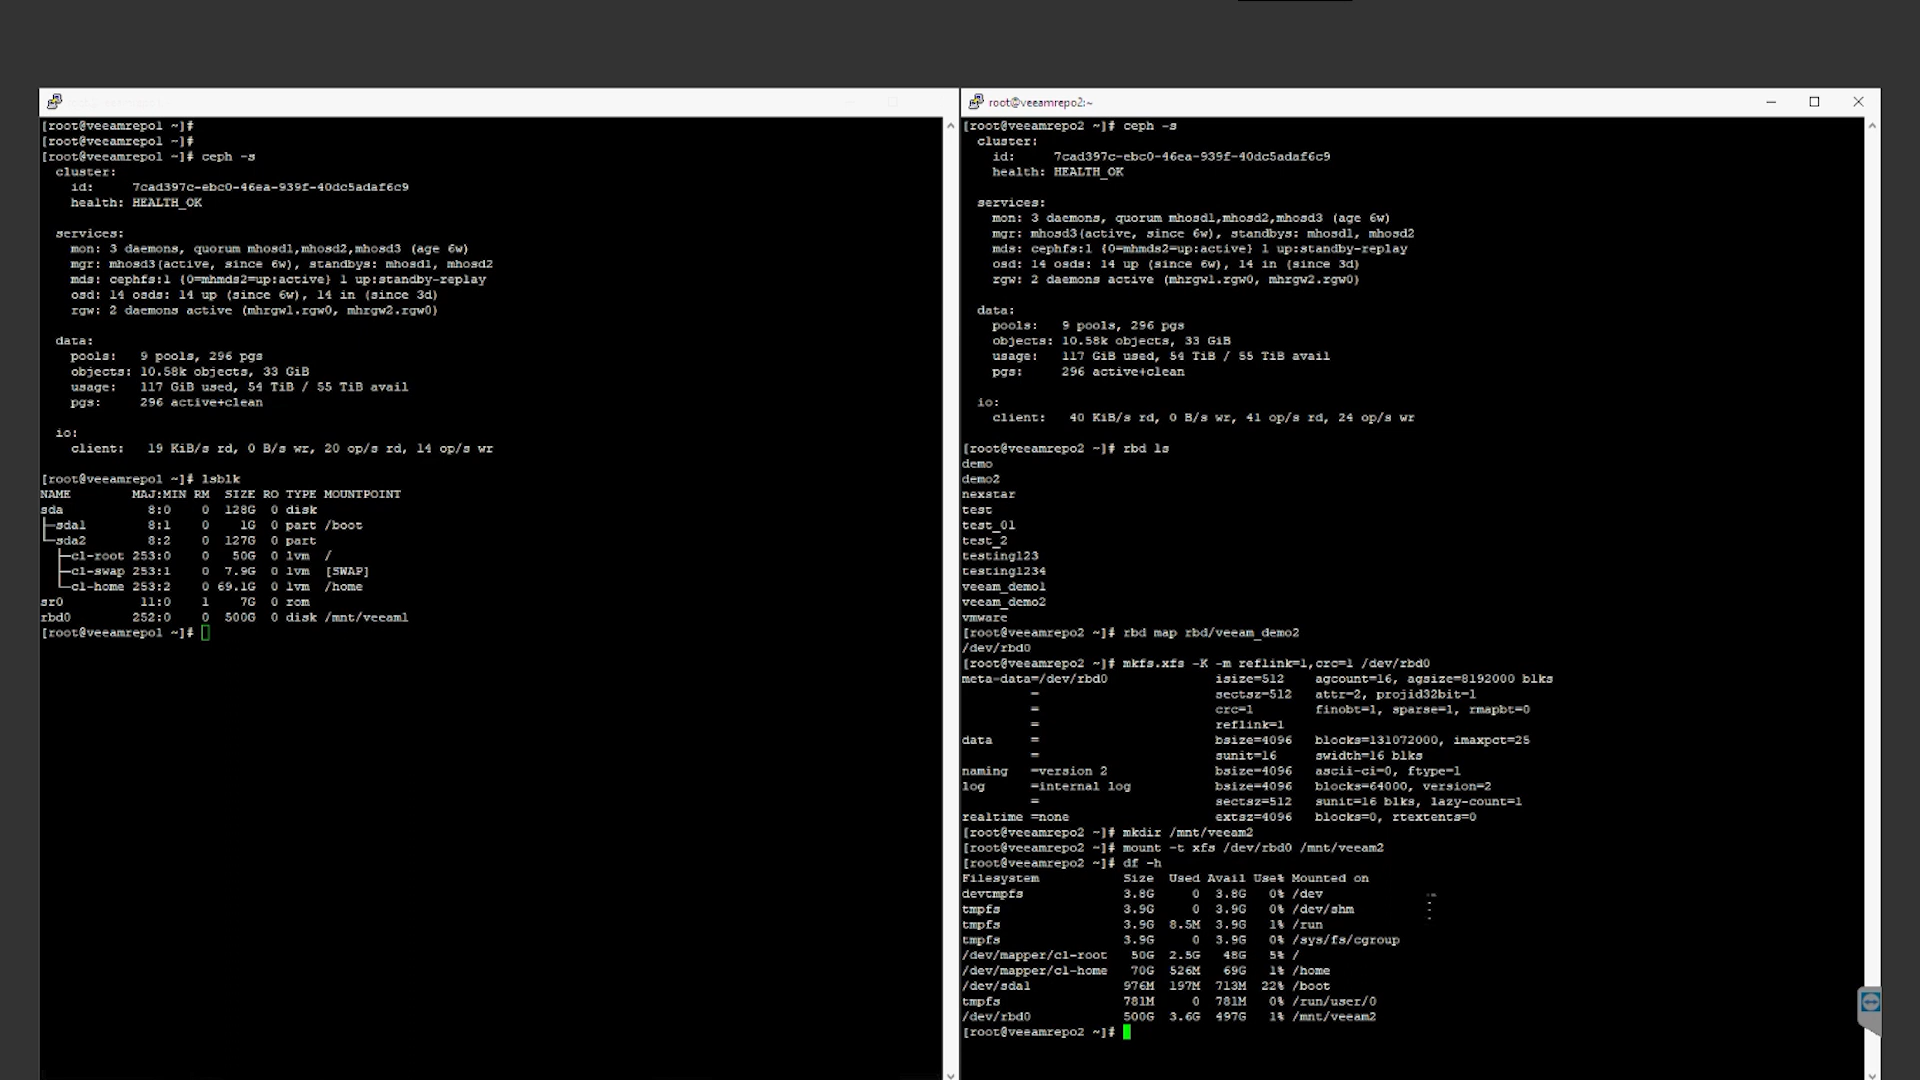 [root@veeamrepo1 ~]#
[root@veeamrepo1 ~]#
[root@veeamrepo1 ~]# ceph -s
  cluster:
    id:     7cad397c-ebc0-46ea-939f-40dc5adaf6c9
    health: HEALTH_OK

  services:
    mon: 3 daemons, quorum mhosd1,mhosd2,mhosd3 (age 6w)
    mgr: mhosd3(active, since 6w), standbys: mhosd1, mhosd2
    mds: cephfs:1 {0=mhmds2=up:active} 1 up:standby-replay
    osd: 14 osds: 14 up (since 6w), 14 in (since 3d)
    rgw: 2 daemons active (mhrgw1.rgw0, mhrgw2.rgw0)

  data:
    pools:   9 pools, 296 pgs
    objects: 10.58k objects, 33 GiB
    usage:   117 GiB used, 54 TiB / 55 TiB avail
    pgs:     296 active+clean

  io:
    client:   19 KiB/s rd, 0 B/s wr, 20 op/s rd, 14 op/s wr

[root@veeamrepo1 ~]# lsblk
NAME        MAJ:MIN RM  SIZE RO TYPE MOUNTPOINT
sda           8:0    0  128G  0 disk
├─sda1        8:1    0    1G  0 part /boot
└─sda2        8:2    0  127G  0 part
  ├─cl-root 253:0    0   50G  0 lvm  /
  ├─cl-swap 253:1    0  7.9G  0 lvm  [SWAP]
  └─cl-home 253:2    0 69.1G  0 lvm  /home
sr0          11:0    1    7G  0 rom
rbd0        252:0    0  500G  0 disk /mnt/veeam1
[root@veeamrepo1 ~]#
root@veeamrepo2:~
[root@veeamrepo2 ~]# ceph -s
  cluster:
    id:     7cad397c-ebc0-46ea-939f-40dc5adaf6c9
    health: HEALTH_OK

  services:
    mon: 3 daemons, quorum mhosd1,mhosd2,mhosd3 (age 6w)
    mgr: mhosd3(active, since 6w), standbys: mhosd1, mhosd2
    mds: cephfs:1 {0=mhmds2=up:active} 1 up:standby-replay
    osd: 14 osds: 14 up (since 6w), 14 in (since 3d)
    rgw: 2 daemons active (mhrgw1.rgw0, mhrgw2.rgw0)

  data:
    pools:   9 pools, 296 pgs
    objects: 10.58k objects, 33 GiB
    usage:   117 GiB used, 54 TiB / 55 TiB avail
    pgs:     296 active+clean

  io:
    client:   40 KiB/s rd, 0 B/s wr, 41 op/s rd, 24 op/s wr

[root@veeamrepo2 ~]# rbd ls
demo
demo2
nexstar
test
test_01
test_2
testing123
testing1234
veeam_demo1
veeam_demo2
vmware
[root@veeamrepo2 ~]# rbd map rbd/veeam_demo2
/dev/rbd0
[root@veeamrepo2 ~]# mkfs.xfs -K -m reflink=1,crc=1 /dev/rbd0
meta-data=/dev/rbd0              isize=512    agcount=16, agsize=8192000 blks
         =                       sectsz=512   attr=2, projid32bit=1
         =                       crc=1        finobt=1, sparse=1, rmapbt=0
         =                       reflink=1
data     =                       bsize=4096   blocks=131072000, imaxpct=25
         =                       sunit=16     swidth=16 blks
naming   =version 2              bsize=4096   ascii-ci=0, ftype=1
log      =internal log           bsize=4096   blocks=64000, version=2
         =                       sectsz=512   sunit=16 blks, lazy-count=1
realtime =none                   extsz=4096   blocks=0, rtextents=0
[root@veeamrepo2 ~]# mkdir /mnt/veeam2
[root@veeamrepo2 ~]# mount -t xfs /dev/rbd0 /mnt/veeam2
[root@veeamrepo2 ~]# df -h
Filesystem           Size  Used Avail Use% Mounted on
devtmpfs             3.8G     0  3.8G   0% /dev
tmpfs                3.9G     0  3.9G   0% /dev/shm
tmpfs                3.9G  8.5M  3.9G   1% /run
tmpfs                3.9G     0  3.9G   0% /sys/fs/cgroup
/dev/mapper/cl-root   50G  2.5G   48G   5% /
/dev/mapper/cl-home   70G  526M   69G   1% /home
/dev/sda1            976M  197M  713M  22% /boot
tmpfs                781M     0  781M   0% /run/user/0
/dev/rbd0            500G  3.6G  497G   1% /mnt/veeam2
[root@veeamrepo2 ~]#